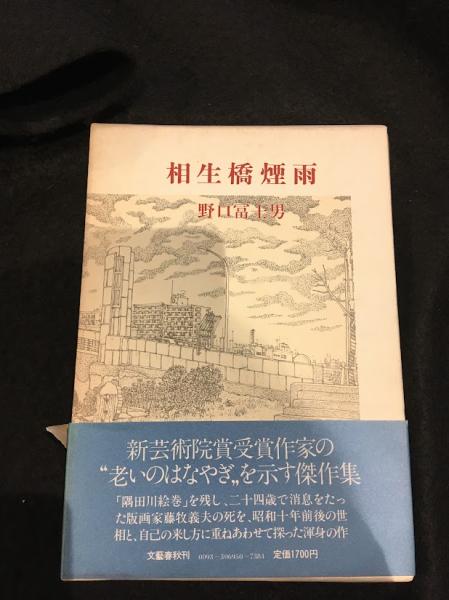 相生橋煙雨
野口冨士男
新芸術院賞受賞作家の
“老いのはなやぎ„を示す傑作集
「隅田川絵巻」を残し、二十四歳で消息をたっ
た版画家藤牧義夫の死を、昭和十年前後の世
相と、自己の来し方に重ねあわせて探った渾身の作
文藝春秋刊 0093-306950-7384 定価1700円